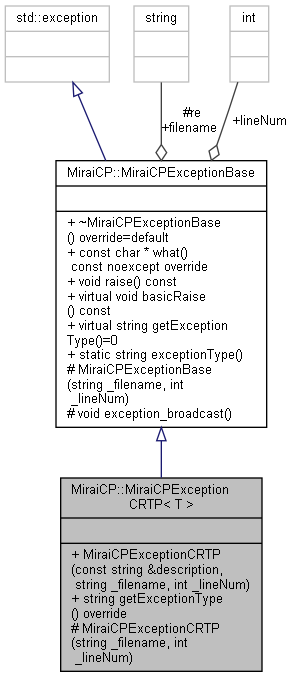 std::exception
string
int
#re
+filename
+lineNum
MiraiCP::MiraiCPExceptionBase
+ ~MiraiCPExceptionBase
() override=default
+ const char * what()
const noexcept override
+ void raise() const
+ virtual void basicRaise
() const
+ virtual string getException
Type()=0
+ static string exceptionType()
# MiraiCPExceptionBase
(string _filename, int
_lineNum)
# void exception_broadcast()
MiraiCP::MiraiCPException
CRTP< T >
+ MiraiCPExceptionCRTP
(const string &description,
string _filename, int _lineNum)
+ string getExceptionType
() override
# MiraiCPExceptionCRTP
(string _filename, int
_lineNum)